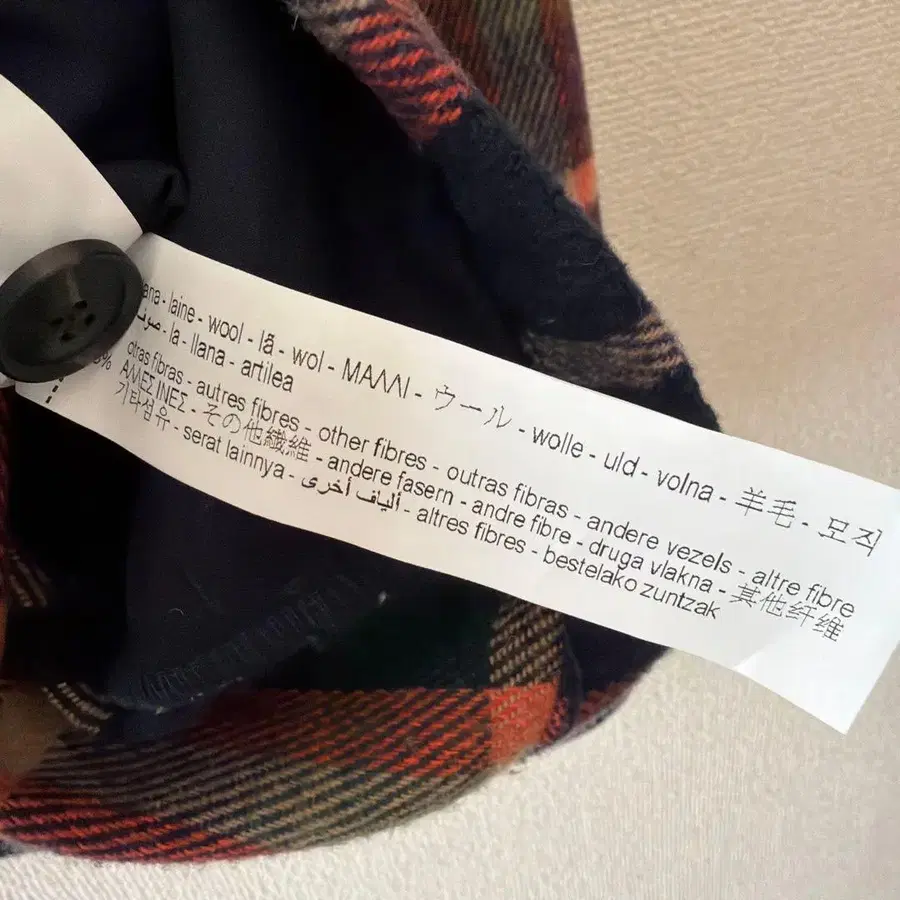 ana - laine - wool - lã - wol - ΜΑΛΛΙ - ウール - wolle - uld - volna - 羊毛 - 모직
- la - llana - artilea
% otras fibras - autres fibres - other fibres - outras fibras - andere vezels - altre fibre
ΑΛΛΕΣ ΙΝΕΣ - その他繊維 - andere fasern - andre fibre - druga vlakna - 其他纤维
기타섬유 - serat lainnya - ألياف أخرى - altres fibres - bestelako zuntzak